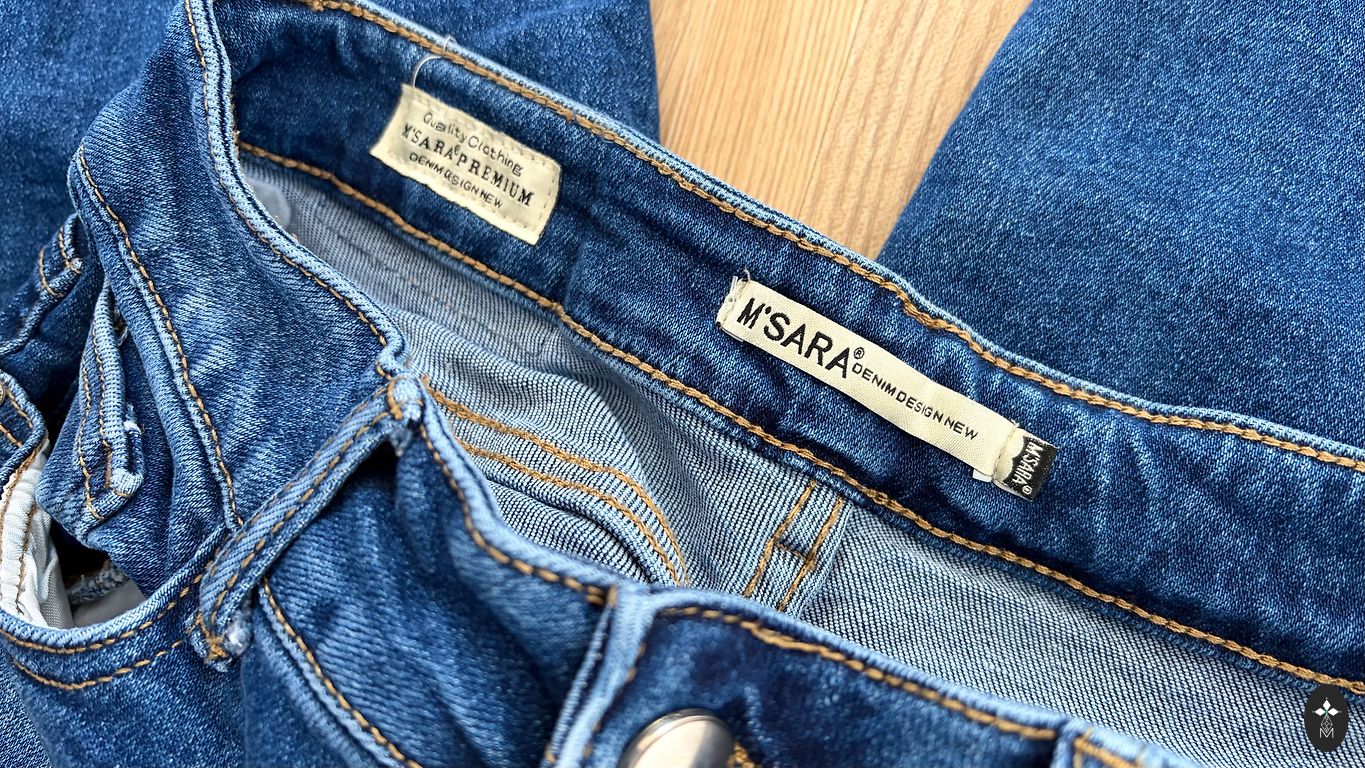 Quality Clothing
M'SARA® PREMIUM
DENIM DESIGN NEW
M'SARA® DENIM DESIGN NEW
M'SARA®
M